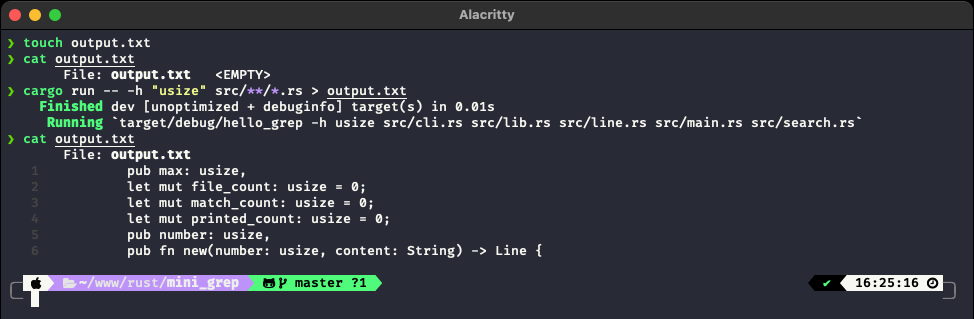 Alacritty
❯ touch output.txt
❯ cat output.txt
File: output.txt   <EMPTY>
❯ cargo run -- -h "usize" src/**/*.rs > output.txt
Finished dev [unoptimized + debuginfo] target(s) in 0.01s
Running `target/debug/hello_grep -h usize src/cli.rs src/lib.rs src/line.rs src/main.rs src/search.rs`
❯ cat output.txt
File: output.txt
1 pub max: usize,
2 let mut file_count: usize = 0;
3 let mut match_count: usize = 0;
4 let mut printed_count: usize = 0;
5 pub number: usize,
6 pub fn new(number: usize, content: String) -> Line {
~/www/rust/mini_grep master ?1 ✔ 16:25:16